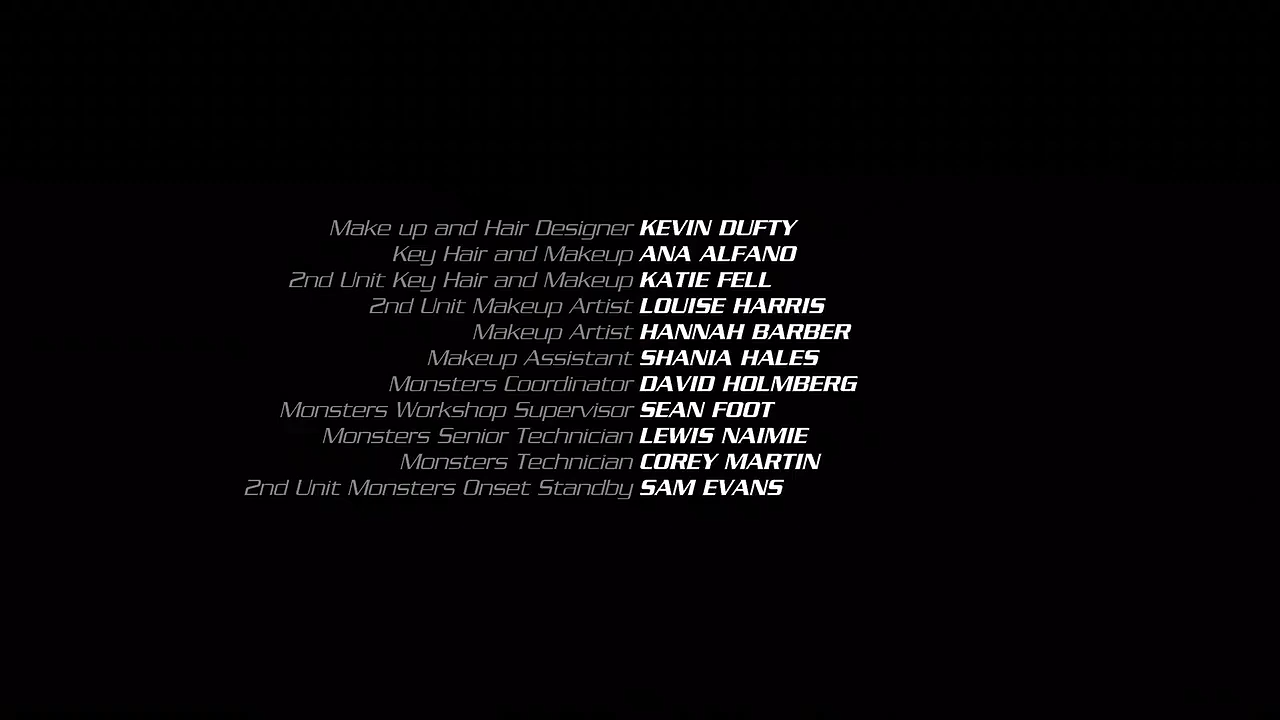 Make up and Hair Designer KEVIN DUFTY
Key Hair and Makeup ANA ALFANO
2nd Unit Key Hair and Makeup KATIE FELL
2nd Unit Makeup Artist LOUISE HARRIS
Makeup Artist HANNAH BARBER
Makeup Assistant SHANIA HALES
Monsters Coordinator DAVID HOLMBERG
Monsters Workshop Supervisor SEAN FOOT
Monsters Senior Technician LEWIS NAIMIE
Monsters Technician COREY MARTIN
2nd Unit Monsters Onset Standby SAM EVANS